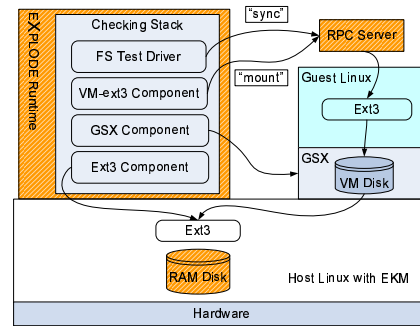 "sync"
Checking Stack
RPC Server
EXPLODE Runtime
FS Test Driver
"mount"
Guest Linux
VM-ext3 Component
Ext3
GSX Component
GSX
Ext3 Component
VM Disk
Ext3
RAM Disk
Host Linux with EKM
Hardware